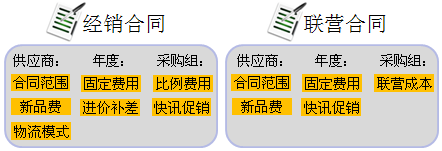 经销合同
供应商： 年度： 采购组：
合同范围 固定费用 比例费用
新品费 进价补差 快讯促销
物流模式
联营合同
供应商： 年度： 采购组：
合同范围 固定费用 联营成本
新品费 快讯促销